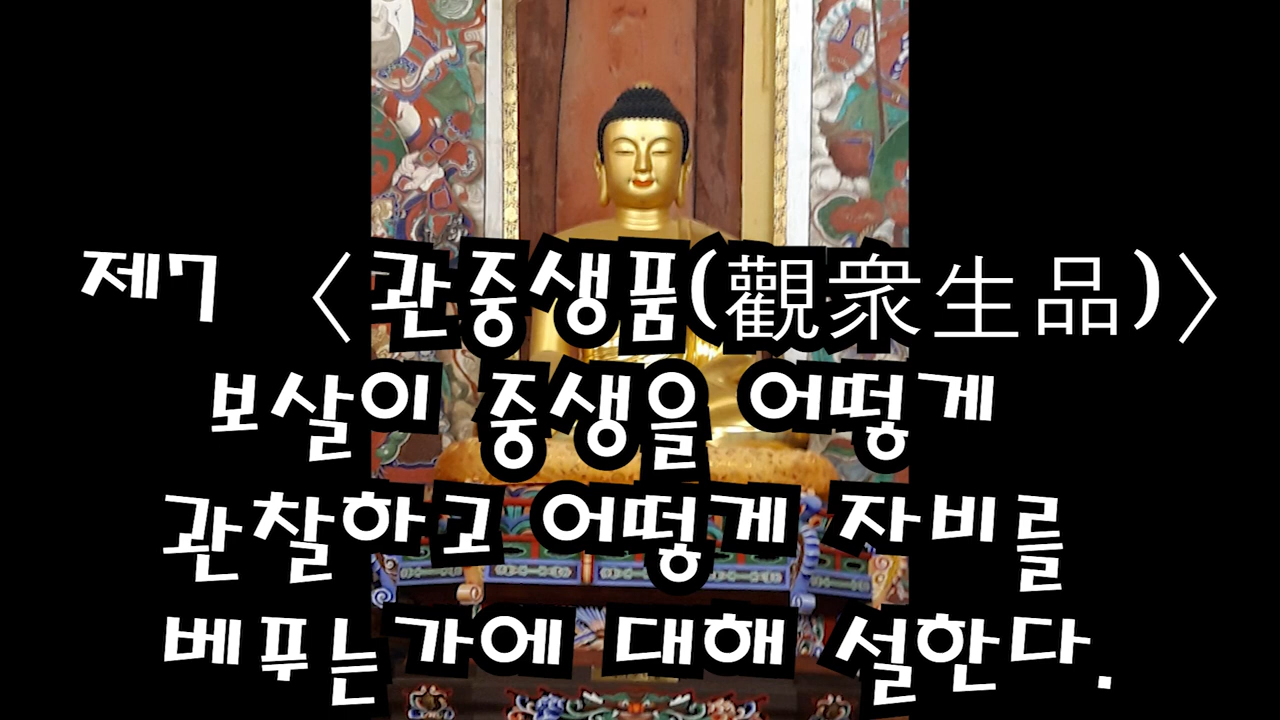 제7 〈관중생품(觀衆生品)〉
보살이 중생을 어떻게
관찰하고 어떻게 자비를
베푸는가에 대해 설한다.